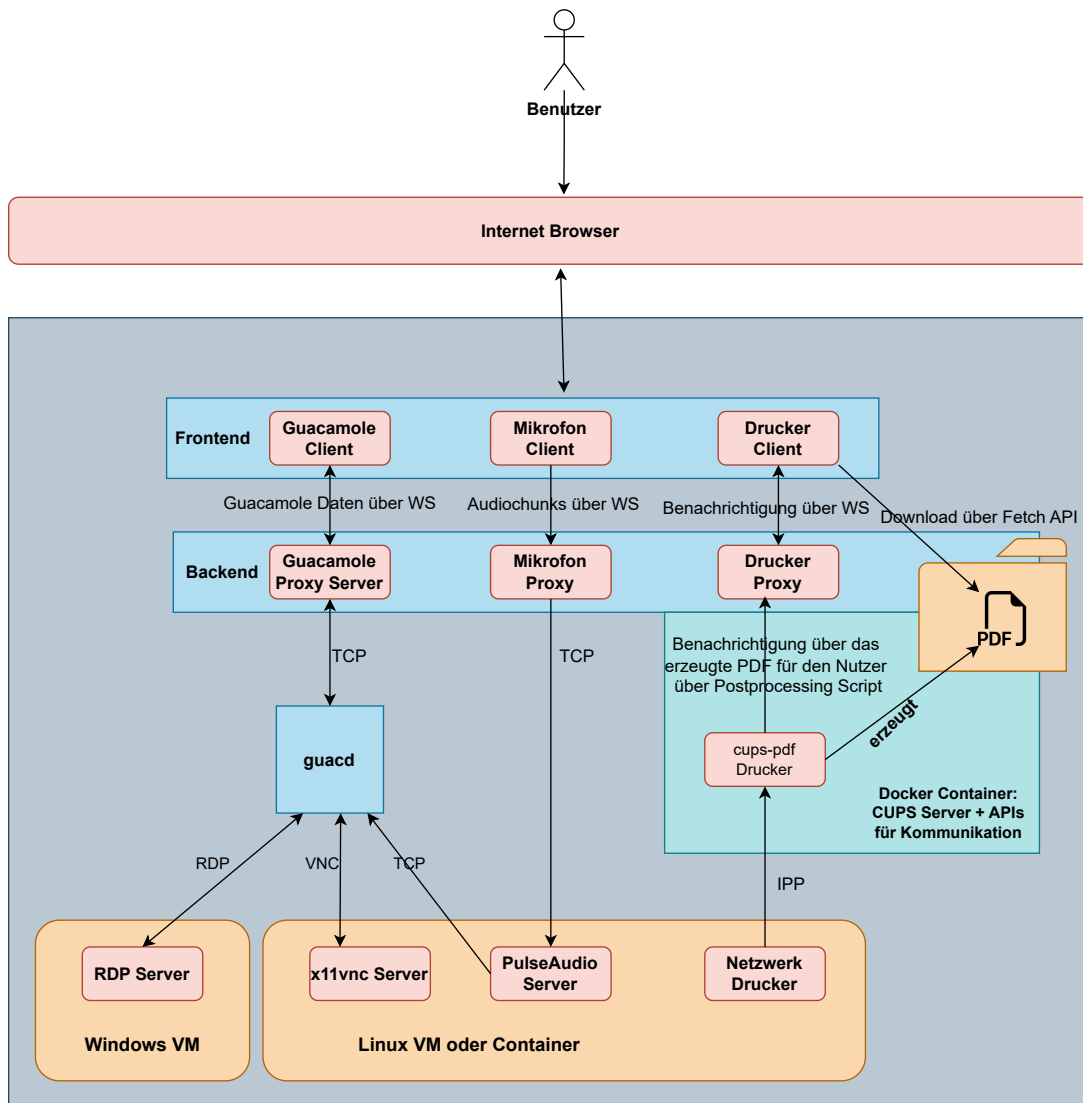 Benutzer
Internet Browser
Frontend
Guacamole
Client
Mikrofon
Client
Drucker
Client
Guacamole Daten über WS
Audiochunks über WS
Benachrichtigung über WS
Download über Fetch API
Backend
Guacamole
Proxy Server
Mikrofon
Proxy
Drucker
Proxy
PDF
TCP
TCP
Benachrichtigung über das
erzeugte PDF für den Nutzer
über Postprocessing Script
erzeugt
guacd
cups-pdf
Drucker
Docker Container:
CUPS Server + APIs
für Kommunikation
RDP
VNC
TCP
IPP
RDP Server
x11vnc Server
PulseAudio
Server
Netzwerk
Drucker
Windows VM
Linux VM oder Container